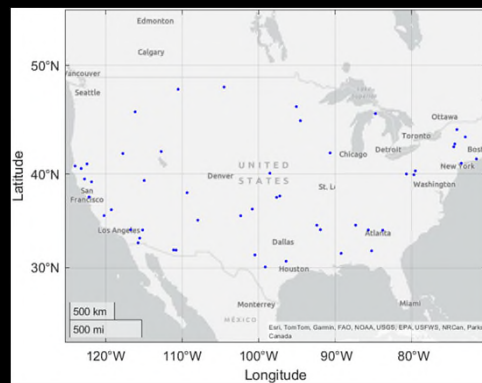 Edmonton
Calgary
50°N
Vancouver
Seattle
Ottawa
Toronto
Chicago
Detroit
Bost
40°N
Denver
UNITED
STATES
New York
St. L
Washington
San
Francisco
Los Angeles
Atlanta
Dallas
30°N
Houston
Monterrey
Miami
MÉXICO
500 km
500 mi
Esri, TomTom, Garmin, FAO, NOAA, USGS, EPA, USFWS, NRCan, Parks
Canada
120°W
110°W
100°W
90°W
80°W
Latitude
Longitude